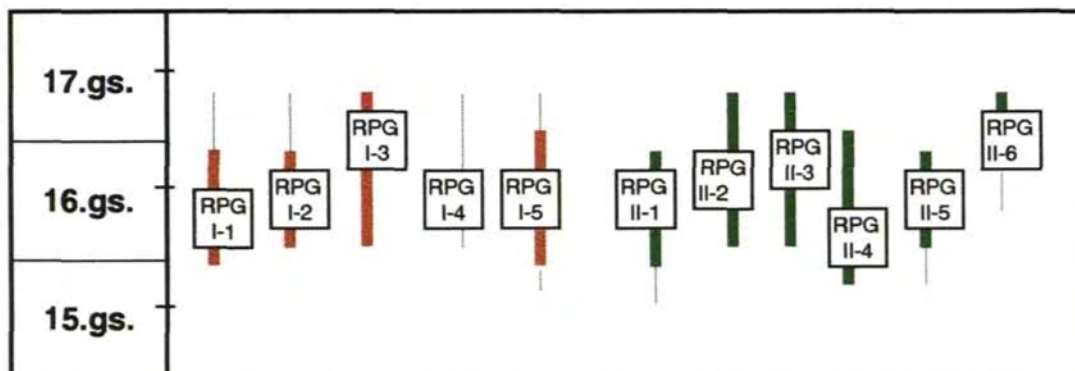 17.gs.
16.gs.
15.gs.
RPG
I-1
RPG
I-2
RPG
I-3
RPG
I-4
RPG
I-5
RPG
II-1
RPG
II-2
RPG
II-3
RPG
II-4
RPG
II-5
RPG
II-6